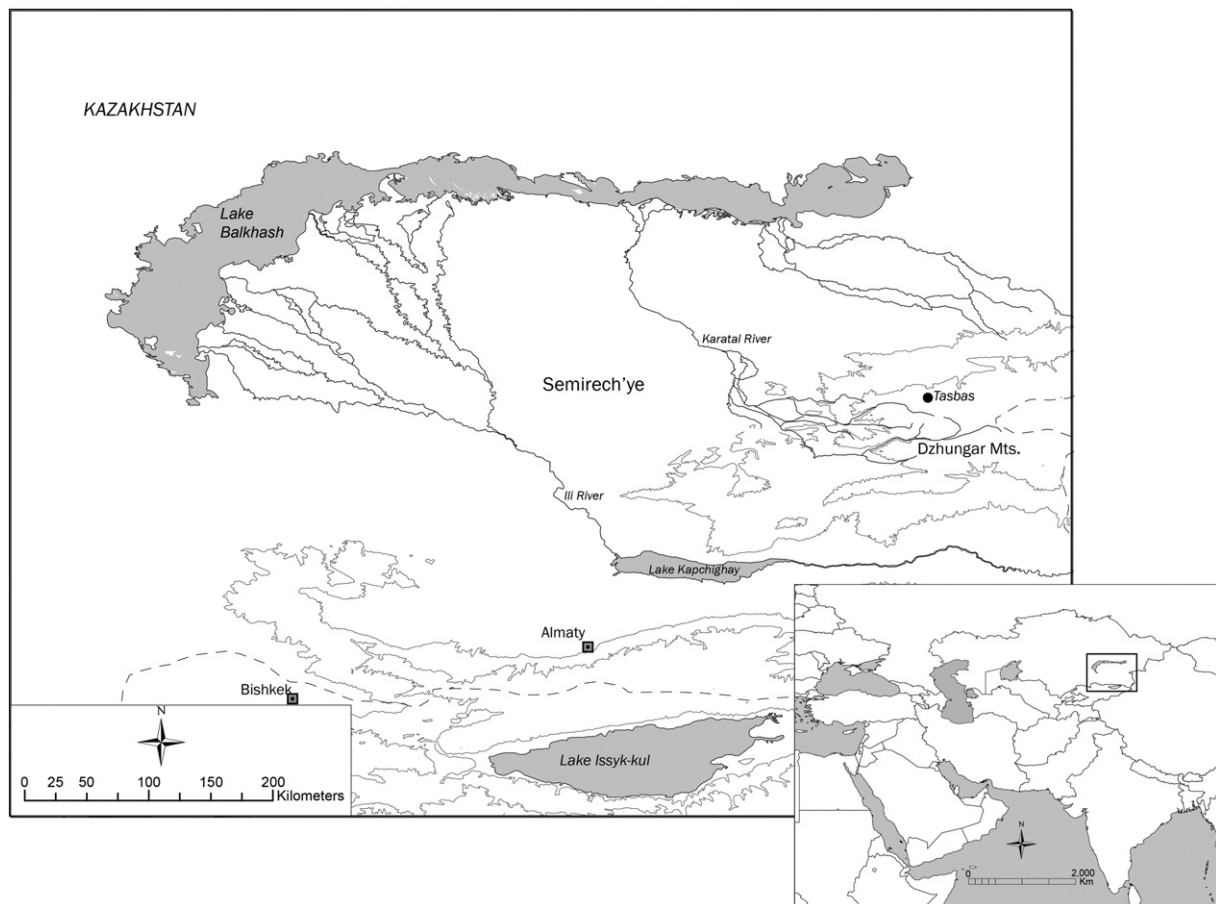 KAZAKHSTAN
Lake
Balkhash
Karatal River
Semirech'ye
Tasbas
Dzhungar Mts.
Ili River
Lake Kapchighay
Almaty
Bishkek
N
Lake Issyk-kul
0 25 50 100 150 200
Kilometers
N
0 2,000
Km